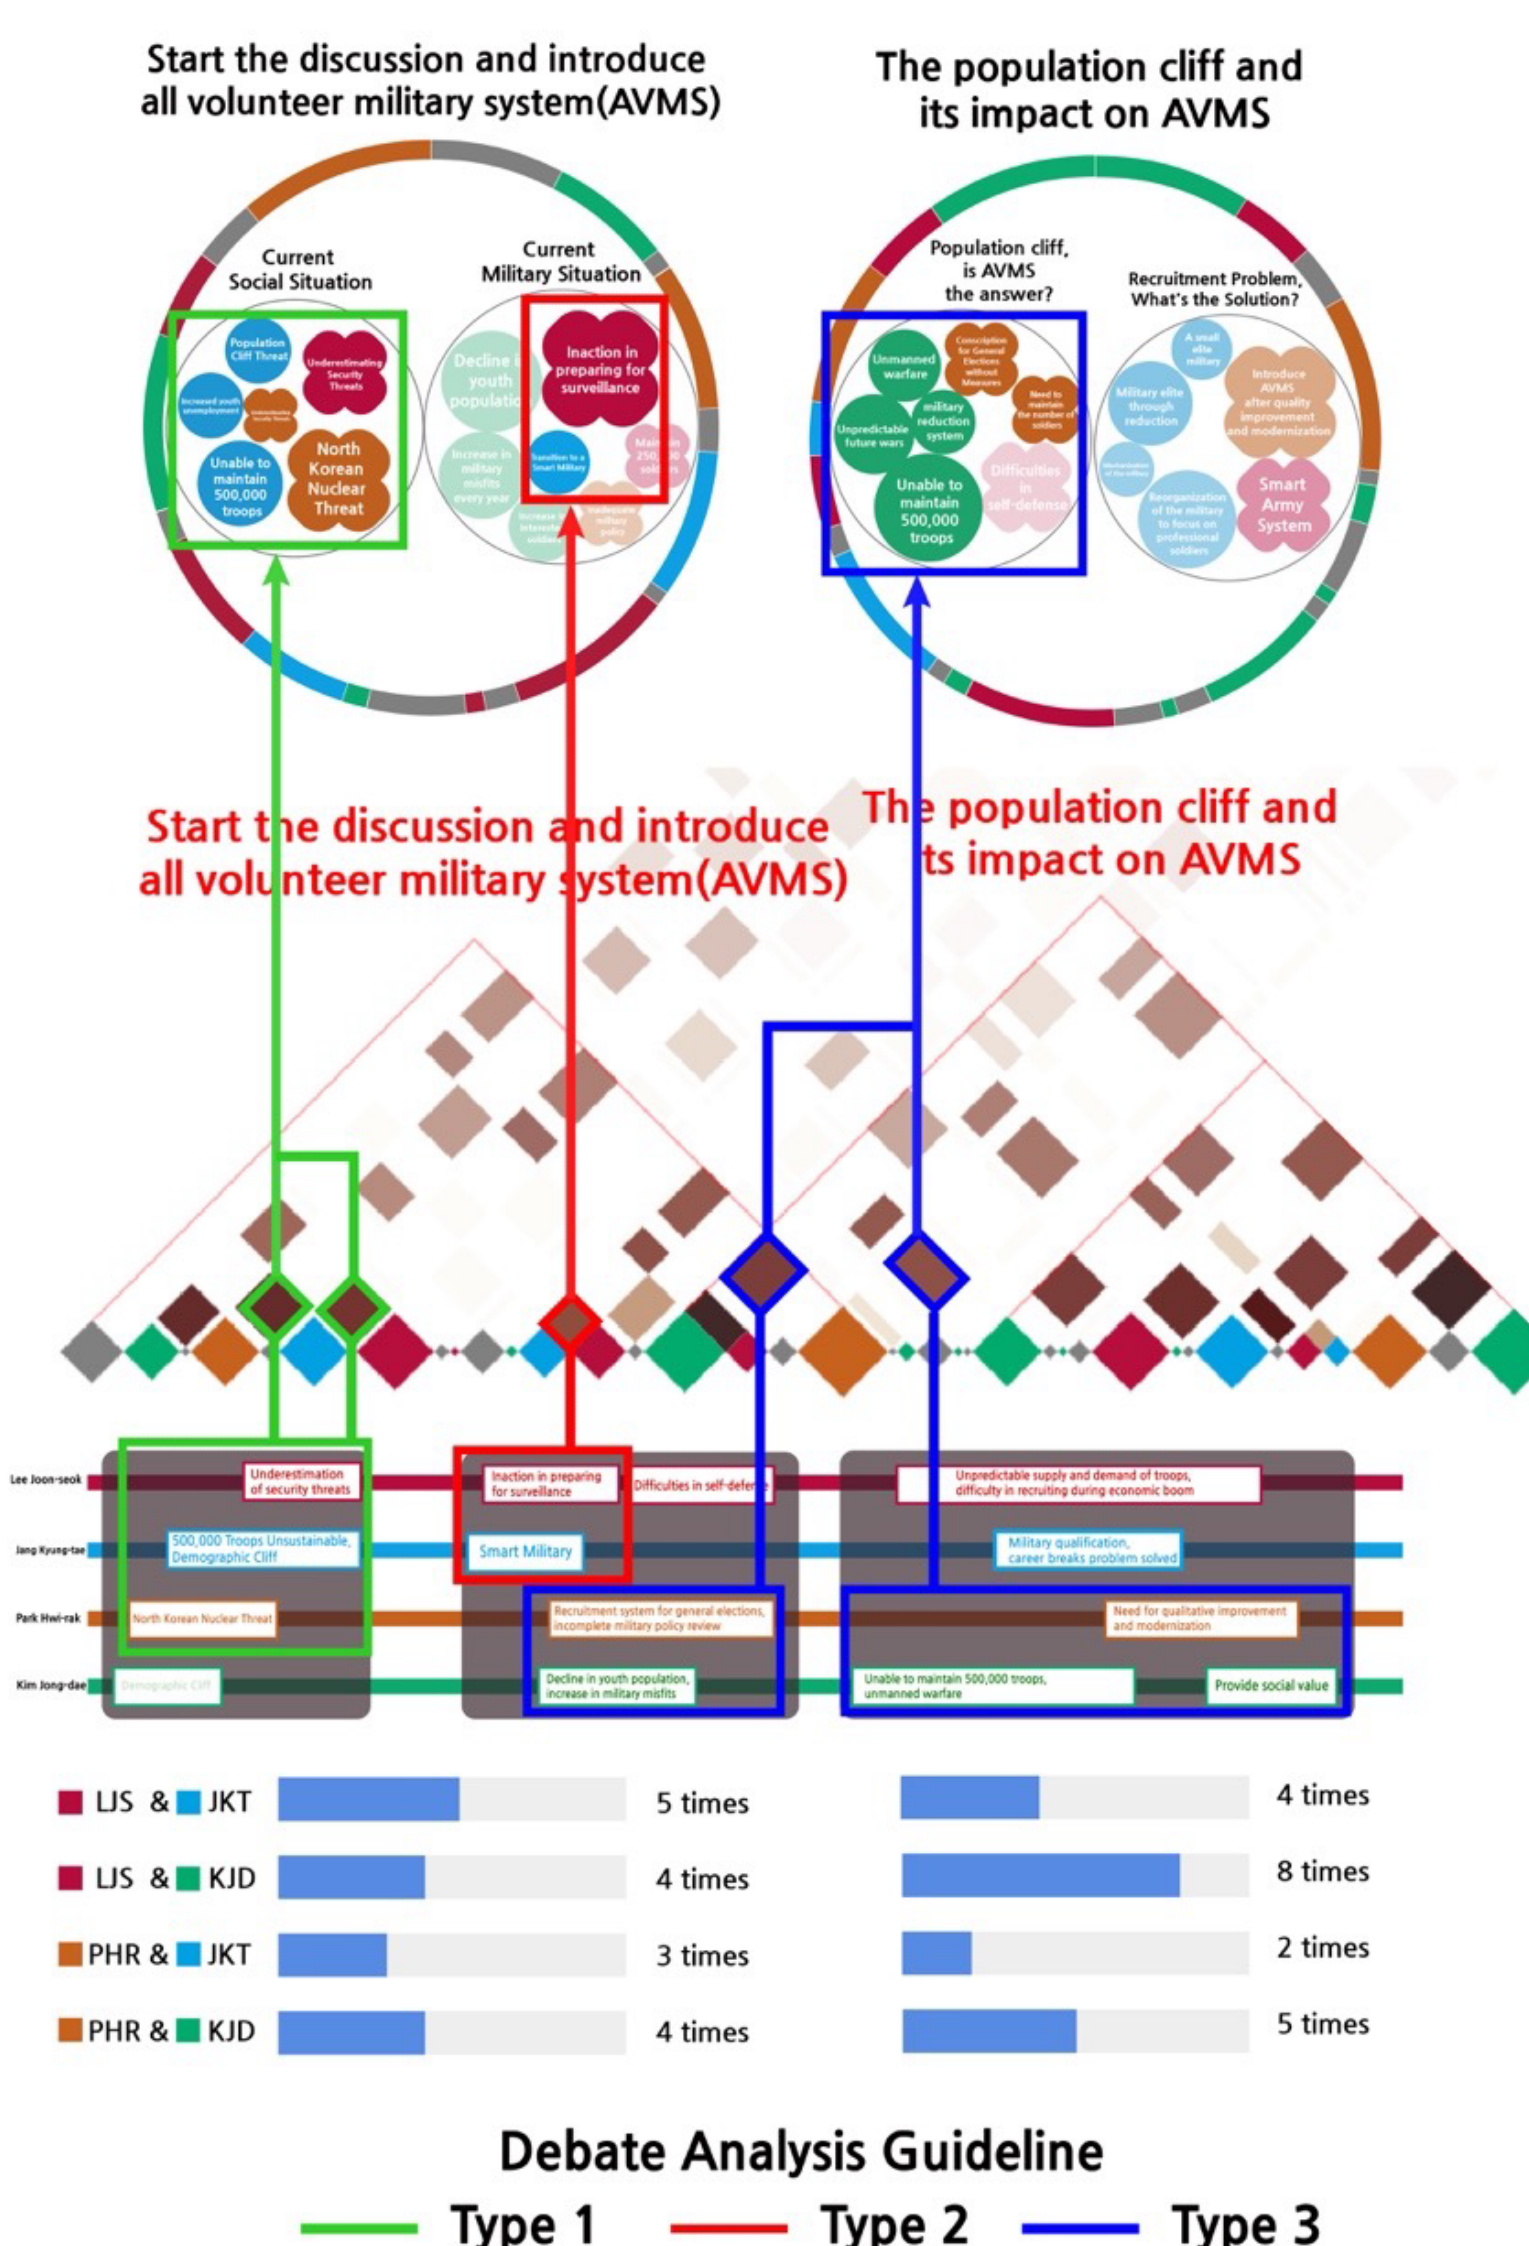 Start the discussion and introduce
all volunteer military system(AVMS)
The population cliff and
its impact on AVMS
Current
Social Situation
Population
Cliff Threat
Underestimating
Security
Threats
Increased youth
unemployment
Unable to
maintain
500,000
troops
North
Korean
Nuclear
Threat
Current
Military Situation
Decline in
youth
population
Inaction in
preparing for
surveillance
Increase in
military
misfits
every year
Transition to a
Smart Military
Maintain
250,000
soldiers
Inadequate
military
policy
Population cliff,
is AVMS
the answer?
Unmanned
warfare
Conscription
for General
Elections
without
Measures
Need to
maintain
the number of
soldiers
military
reduction
system
Unpredictable
future wars
Unable to
maintain
500,000
troops
Difficulties
in
self-defense
Recruitment Problem,
What's the Solution?
A small
elite
military
Military elite
through
reduction
Introduce
AVMS
after quality
improvement
and modernization
Reorganization
of the military
to focus on
professional
soldiers
Smart
Army
System
Start the discussion and introduce
all volunteer military system(AVMS)
The population cliff and
ts impact on AVMS
Lee Joon-seok
Underestimation
of security threats
Inaction in preparing
for surveillance
Difficulties in self-defense
Unpredictable supply and demand of troops,
difficulty in recruiting during economic boom
Jang Kyung-tae
500,000 Troops Unsustainable,
Demographic Cliff
Smart Military
Military qualification,
career breaks problem solved
Park Hwi-rak
North Korean Nuclear Threat
Recruitment system for general elections,
incomplete military policy review
Need for qualitative improvement
and modernization
Kim Jong-dae
Demographic Cliff
Decline in youth population,
increase in military misfits
Unable to maintain 500,000 troops,
unmanned warfare
Provide social value
LJS & JKT 5 times 4 times
LJS & KJD 4 times 8 times
PHR & JKT 3 times 2 times
PHR & KJD 4 times 5 times
Debate Analysis Guideline
Type 1 Type 2 Type 3